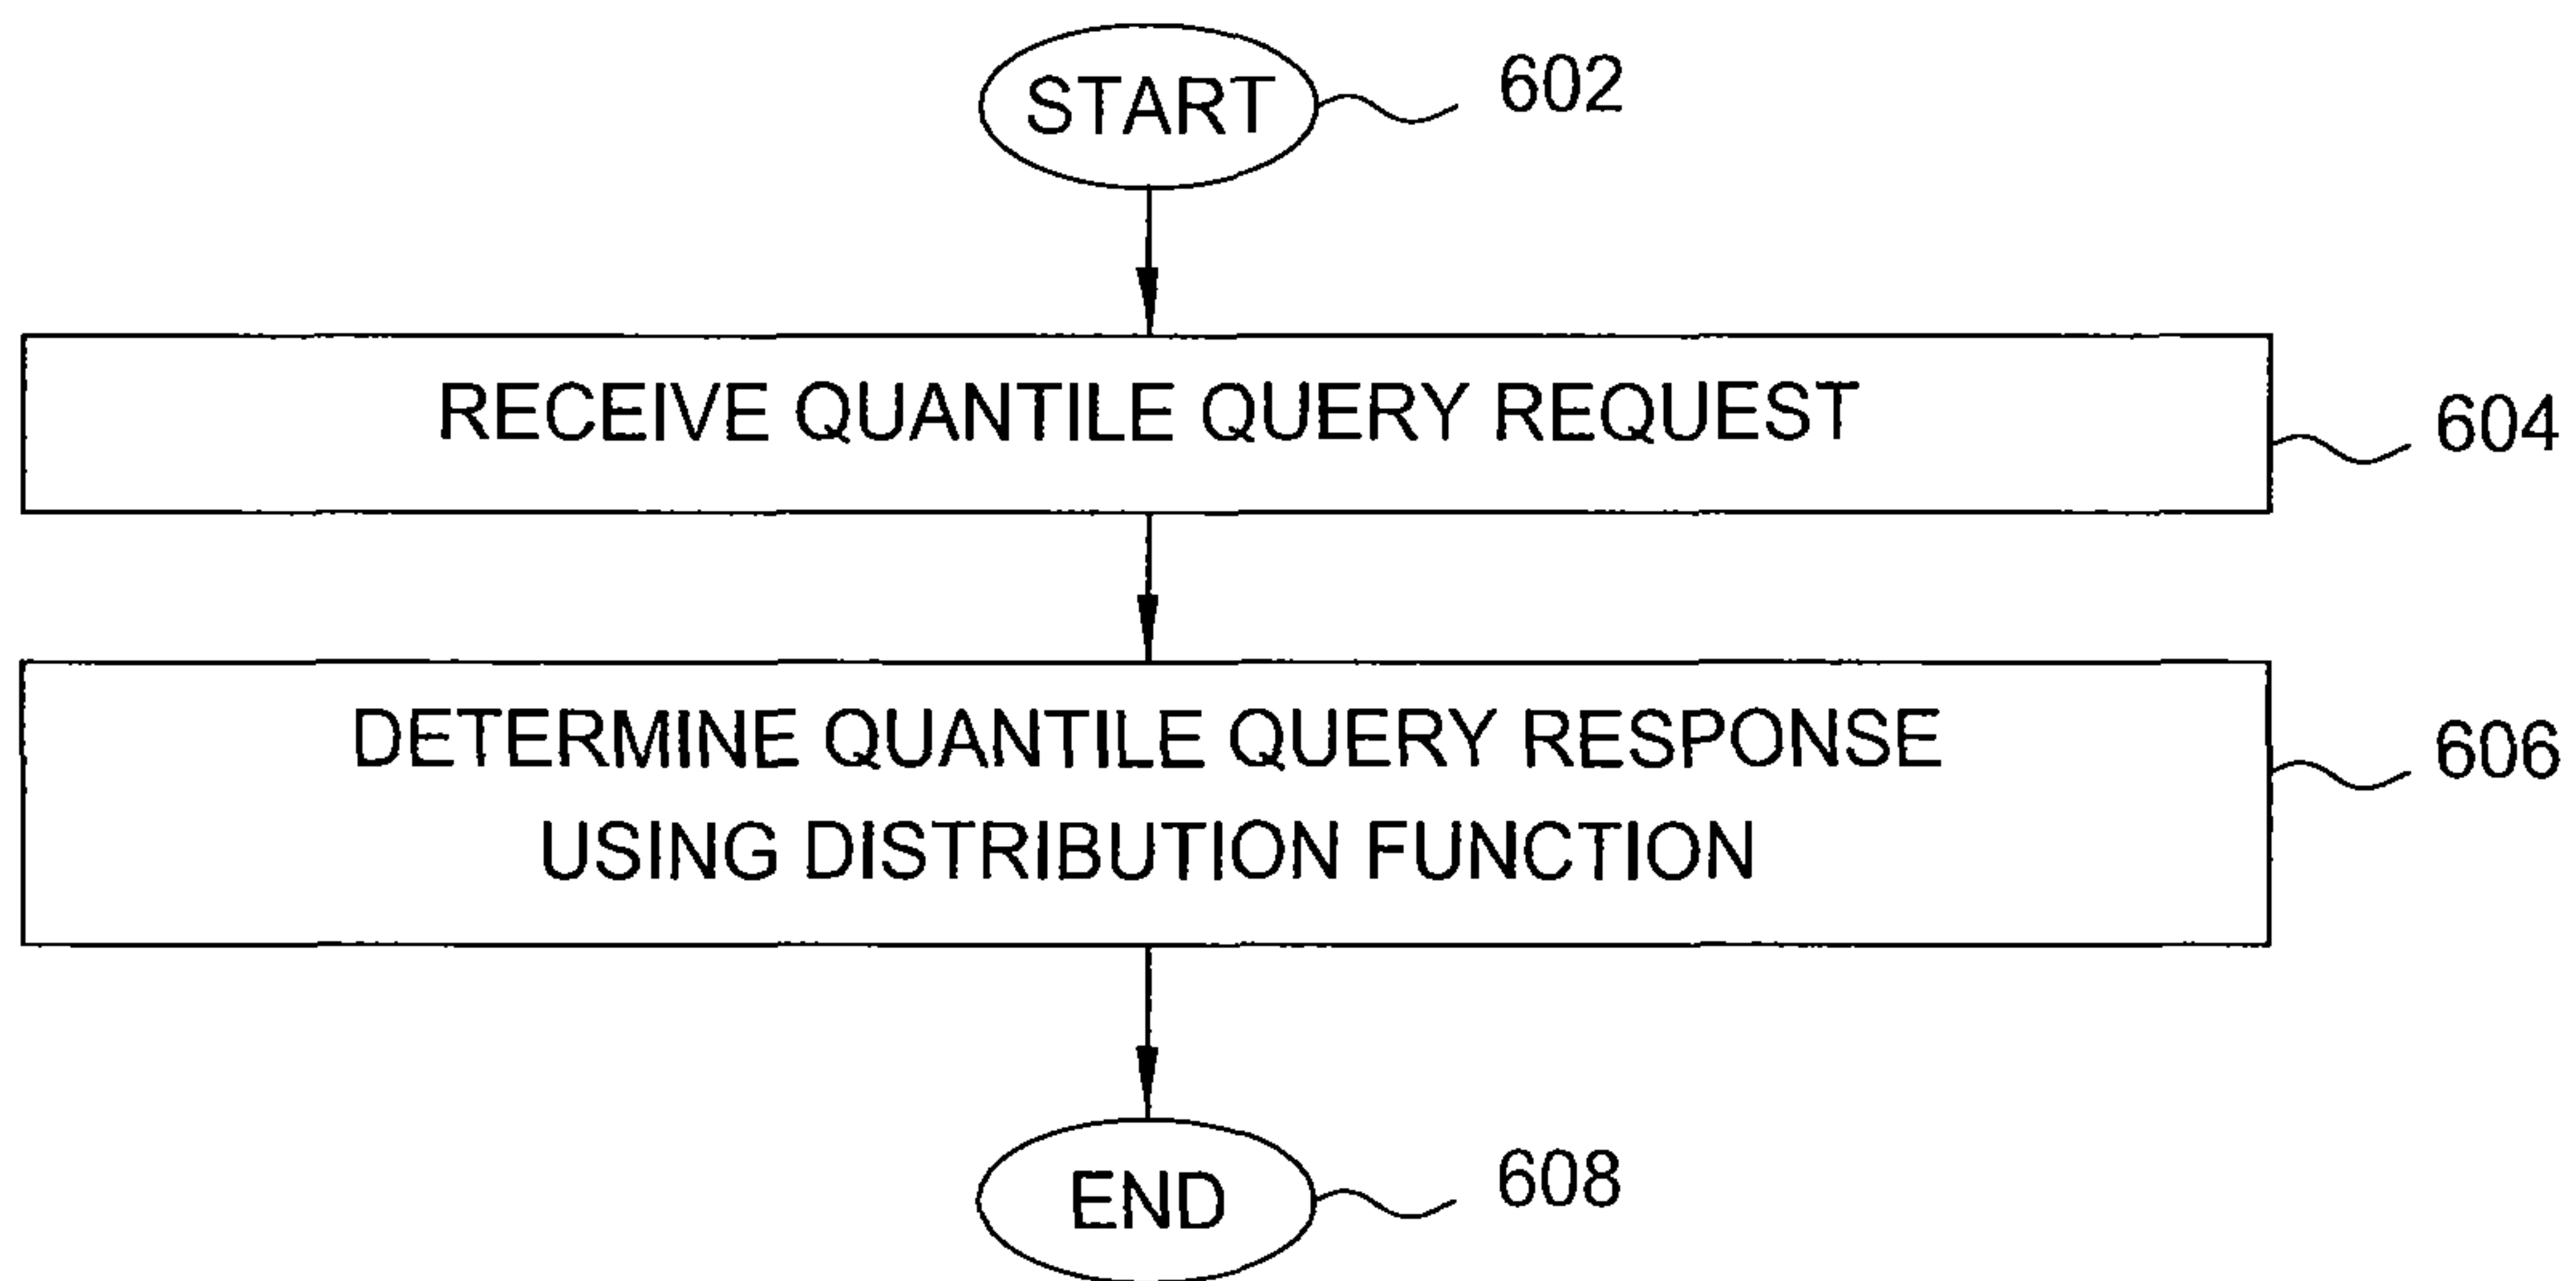 START
602
RECEIVE QUANTILE QUERY REQUEST
604
DETERMINE QUANTILE QUERY RESPONSE
USING DISTRIBUTION FUNCTION
606
END
608